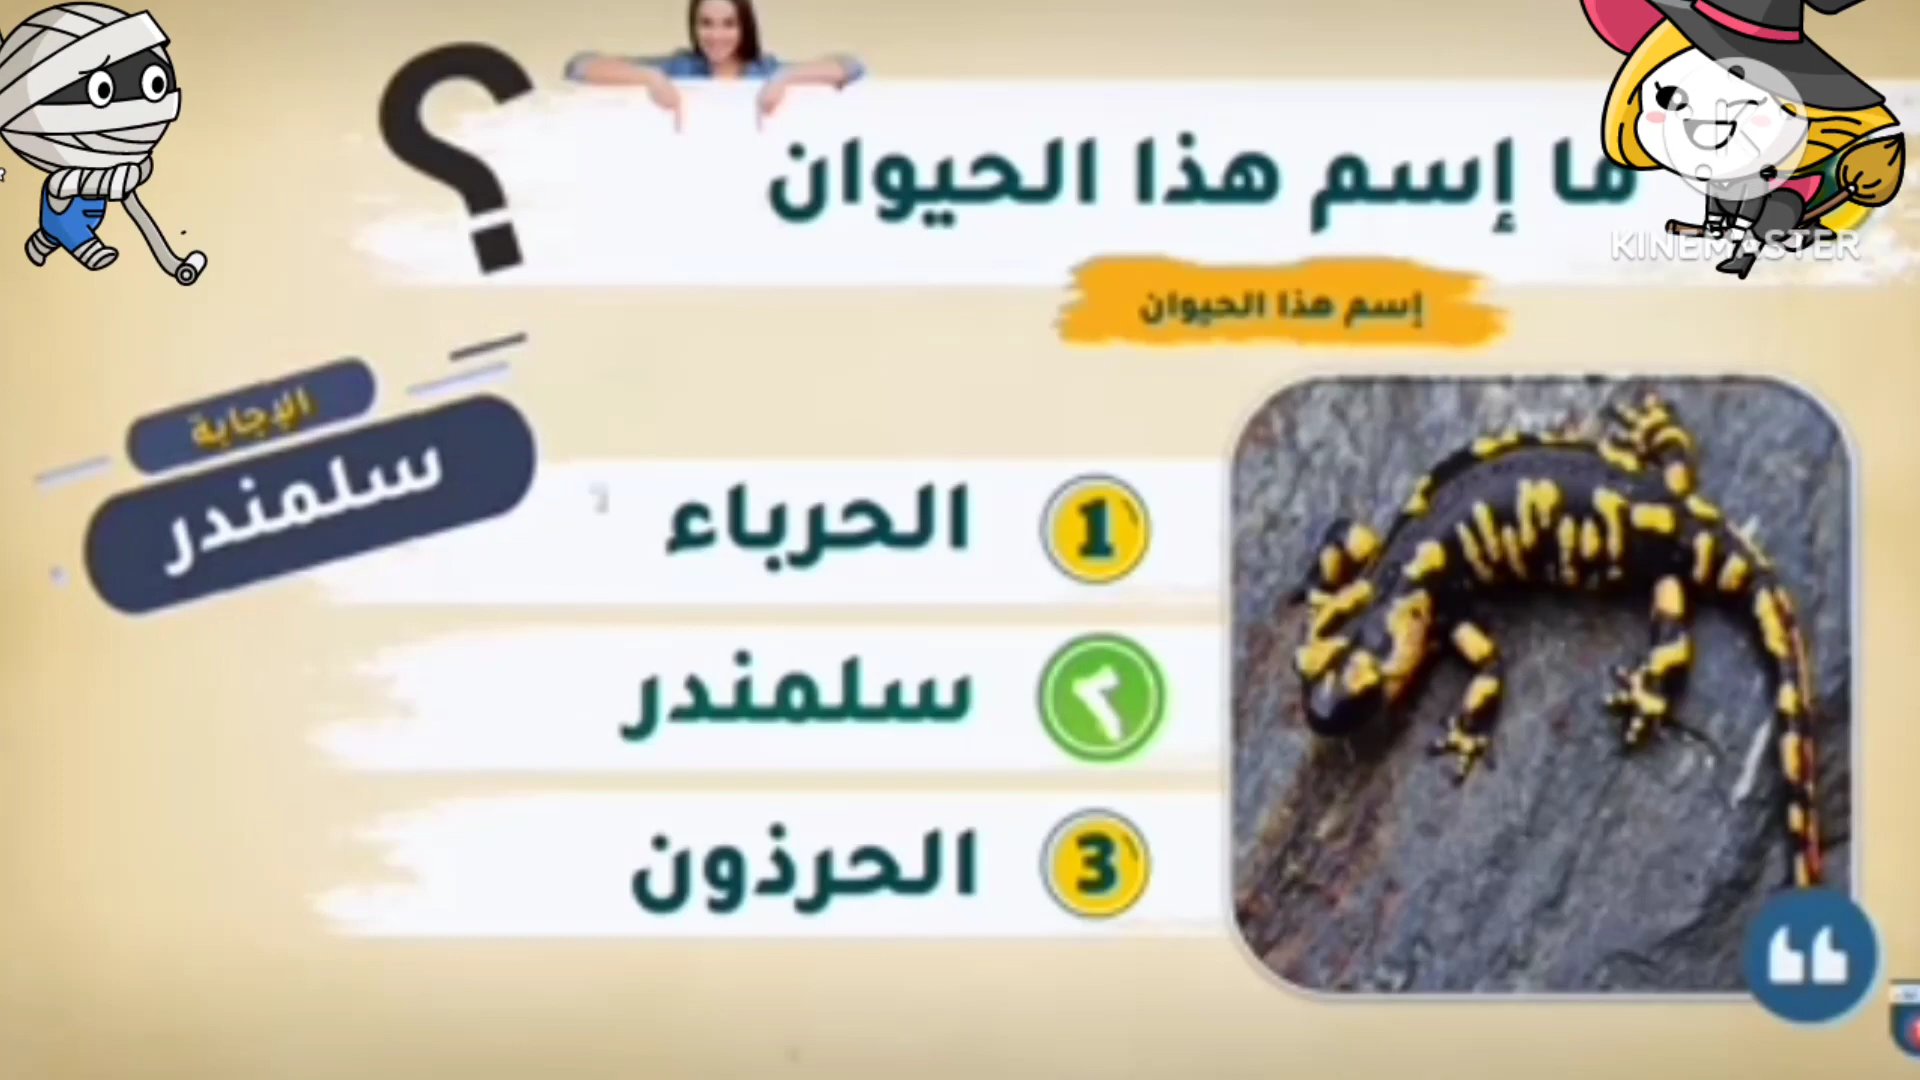 ما إسم هذا الحيوان ؟
KINEMASTER
إسم هذا الحيوان
الإجابة
سلمندر
1 الحرباء
٢ سلمندر
3 الحرذون